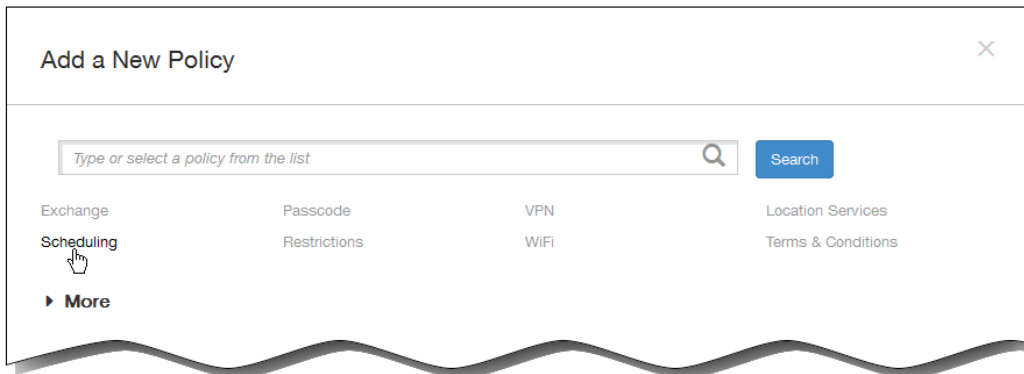 Add a New Policy
Type or select a policy from the list
Search
Exchange Passcode VPN Location Services
Scheduling Restrictions WiFi Terms & Conditions
More